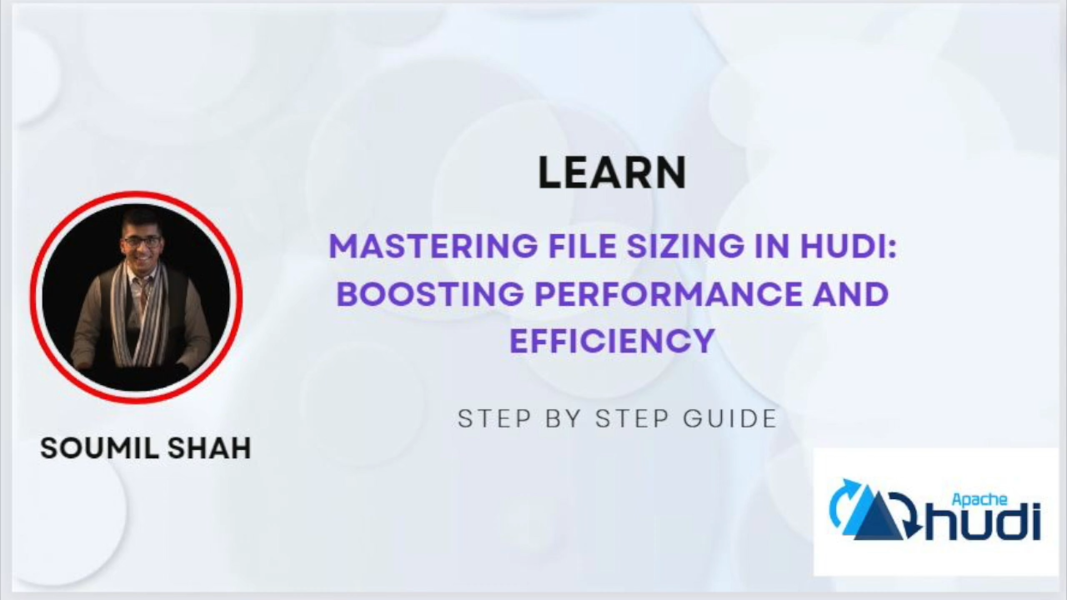 LEARN
MASTERING FILE SIZING IN HUDI:
BOOSTING PERFORMANCE AND
EFFICIENCY
STEP BY STEP GUIDE
SOUMIL SHAH
Apache
hudi